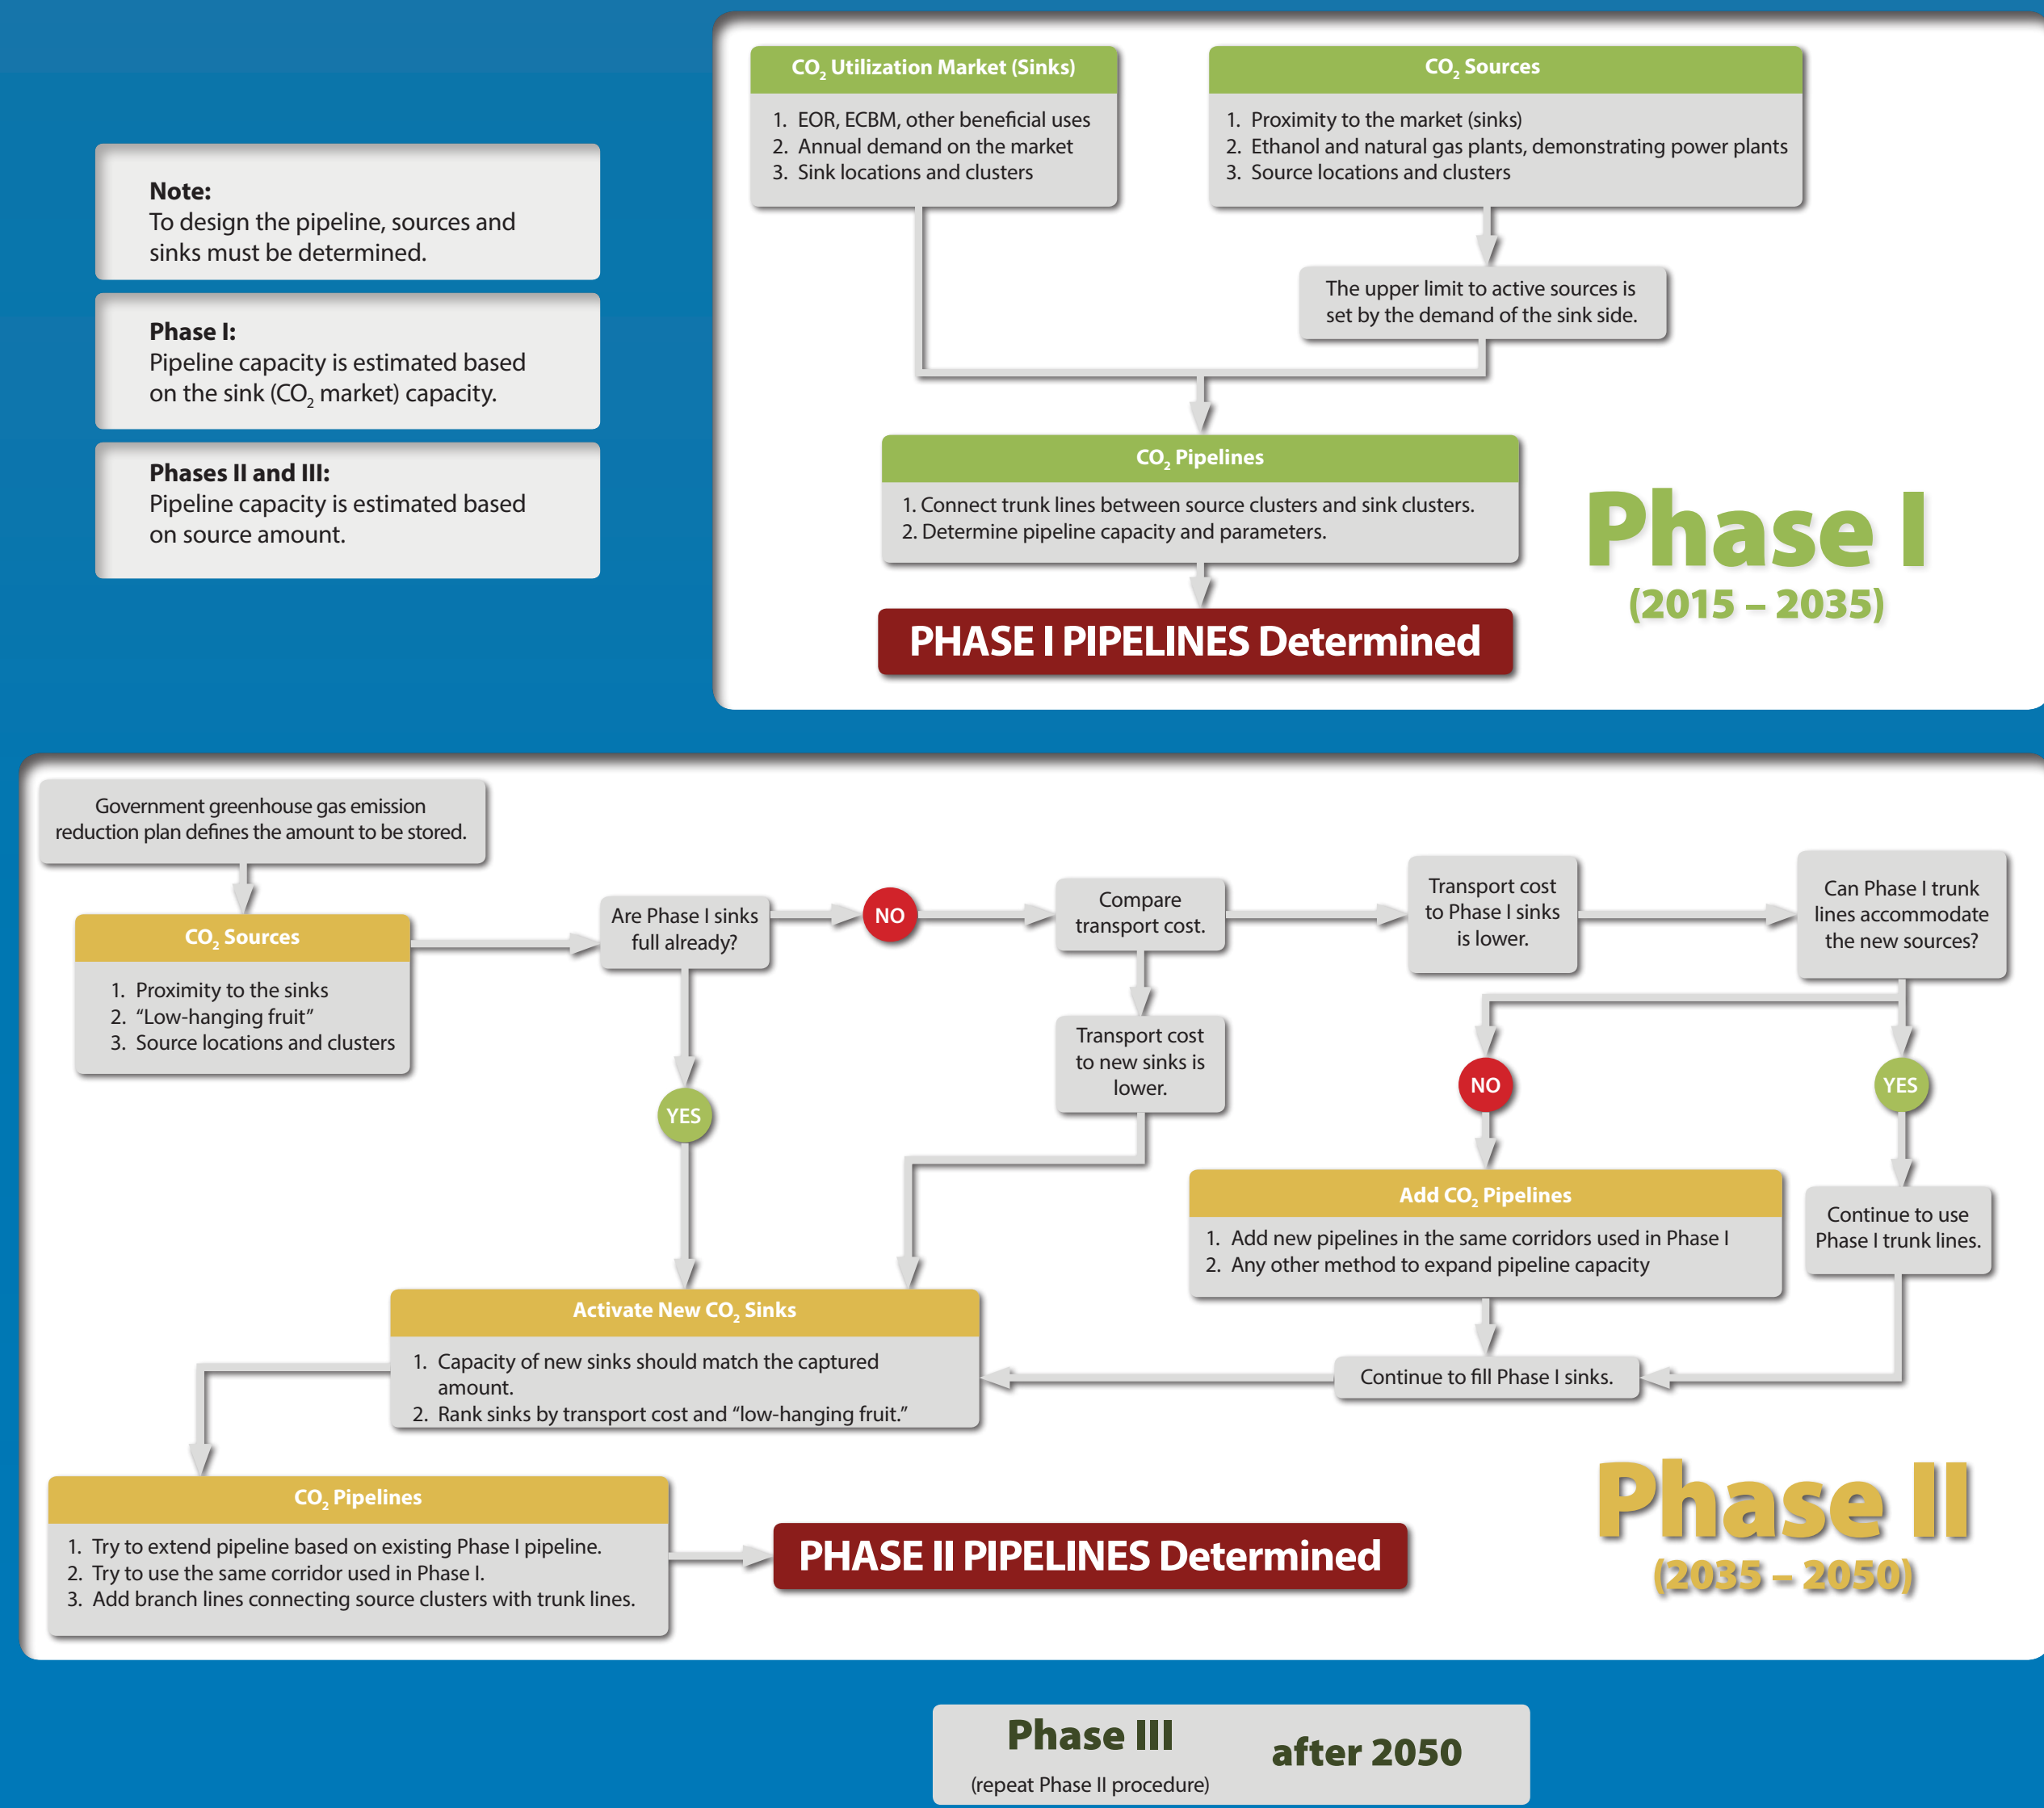 Note:
To design the pipeline, sources and
sinks must be determined.
Phase I:
Pipeline capacity is estimated based
on the sink (CO₂ market) capacity.
Phases II and III:
Pipeline capacity is estimated based
on source amount.
CO₂ Utilization Market (Sinks)
1. EOR, ECBM, other beneficial uses
2. Annual demand on the market
3. Sink locations and clusters
CO₂ Sources
1. Proximity to the market (sinks)
2. Ethanol and natural gas plants, demonstrating power plants
3. Source locations and clusters
The upper limit to active sources is
set by the demand of the sink side.
CO₂ Pipelines
1. Connect trunk lines between source clusters and sink clusters.
2. Determine pipeline capacity and parameters.
PHASE I PIPELINES Determined
Phase I
(2015 – 2035)
Government greenhouse gas emission
reduction plan defines the amount to be stored.
CO₂ Sources
1. Proximity to the sinks
2. “Low-hanging fruit”
3. Source locations and clusters
Are Phase I sinks
full already?
NO
Compare
transport cost.
Transport cost
to Phase I sinks
is lower.
Can Phase I trunk
lines accommodate
the new sources?
YES
Transport cost
to new sinks is
lower.
NO
YES
Add CO₂ Pipelines
1. Add new pipelines in the same corridors used in Phase I
2. Any other method to expand pipeline capacity
Continue to use
Phase I trunk lines.
Continue to fill Phase I sinks.
Activate New CO₂ Sinks
1. Capacity of new sinks should match the captured
amount.
2. Rank sinks by transport cost and “low-hanging fruit.”
CO₂ Pipelines
1. Try to extend pipeline based on existing Phase I pipeline.
2. Try to use the same corridor used in Phase I.
3. Add branch lines connecting source clusters with trunk lines.
PHASE II PIPELINES Determined
Phase II
(2035 – 2050)
Phase III
(repeat Phase II procedure)
after 2050